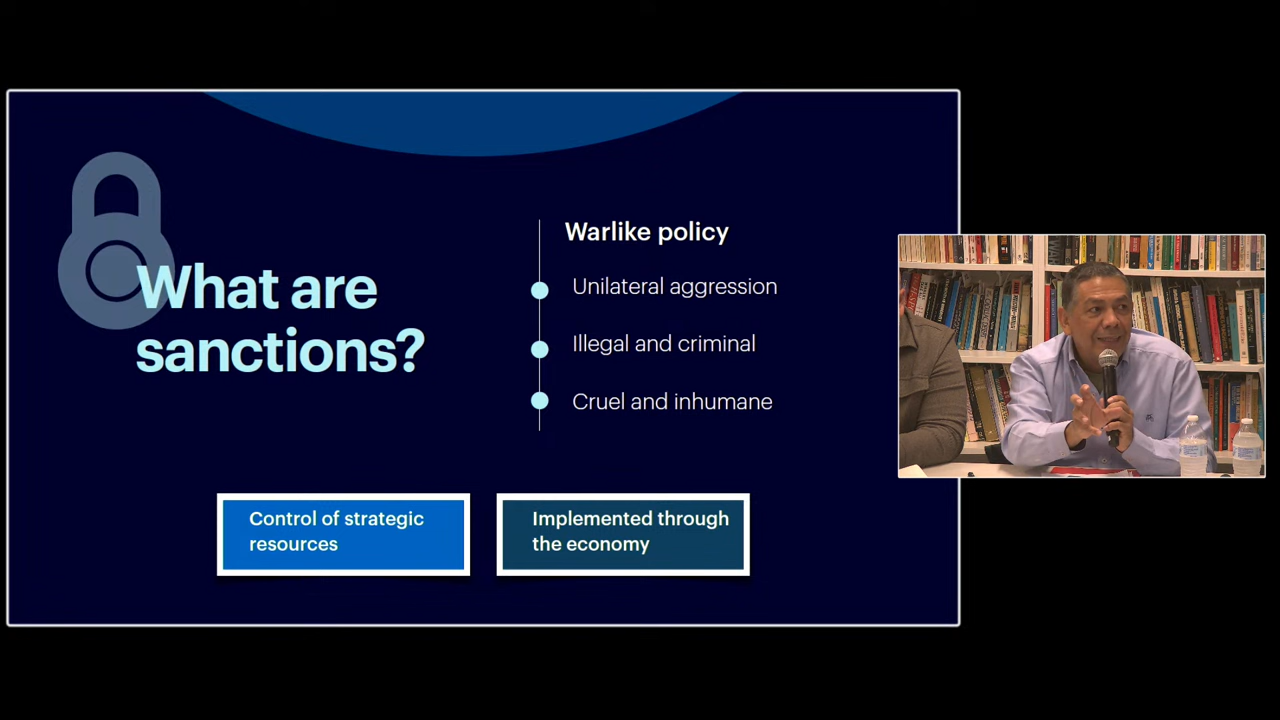 What are
sanctions?
Warlike policy
Unilateral aggression
Illegal and criminal
Cruel and inhumane
Control of strategic
resources
Implemented through
the economy